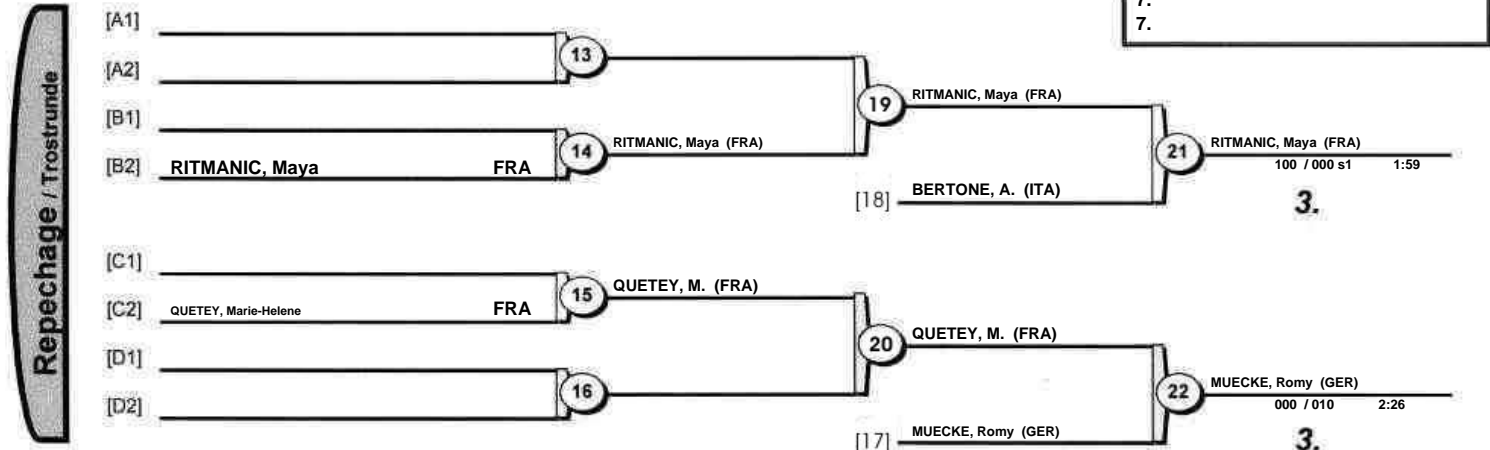 7.
7.
Repechage / Trostrunde
[A1]
13
[A2]
19
RITMANIC, Maya (FRA)
[B1]
14
RITMANIC, Maya (FRA)
[B2] RITMANIC, Maya FRA
21
RITMANIC, Maya (FRA)
100 / 000 s1 1:59
[18] BERTONE, A. (ITA)
3.
[C1]
15
QUETEY, M. (FRA)
[C2] QUETEY, Marie-Helene FRA
20
QUETEY, M. (FRA)
[D1]
16
[D2]
22
MUECKE, Romy (GER)
000 / 010 2:26
[17] MUECKE, Romy (GER)
3.